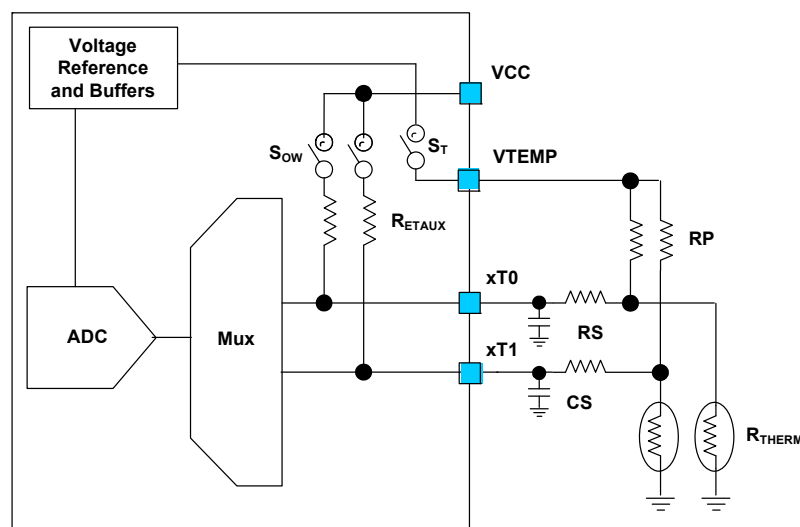 Voltage
Reference
and Buffers
VCC
SOW
ST
VTEMP
RETAUX
RP
xT0
ADC
Mux
RS
xT1
CS
RTHERM